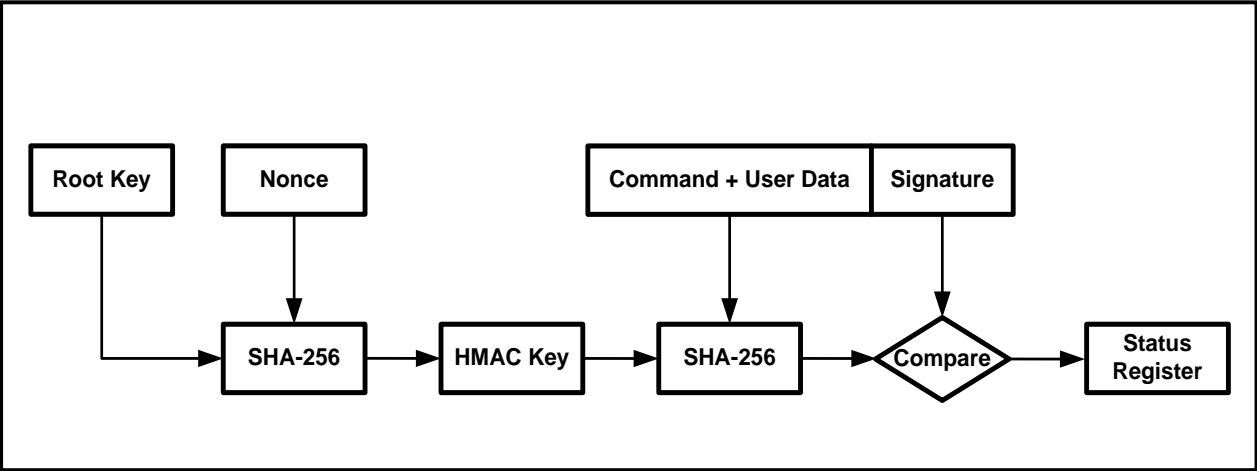 Root Key
Nonce
Command + User Data
Signature
SHA-256
HMAC Key
SHA-256
Compare
Status
Register